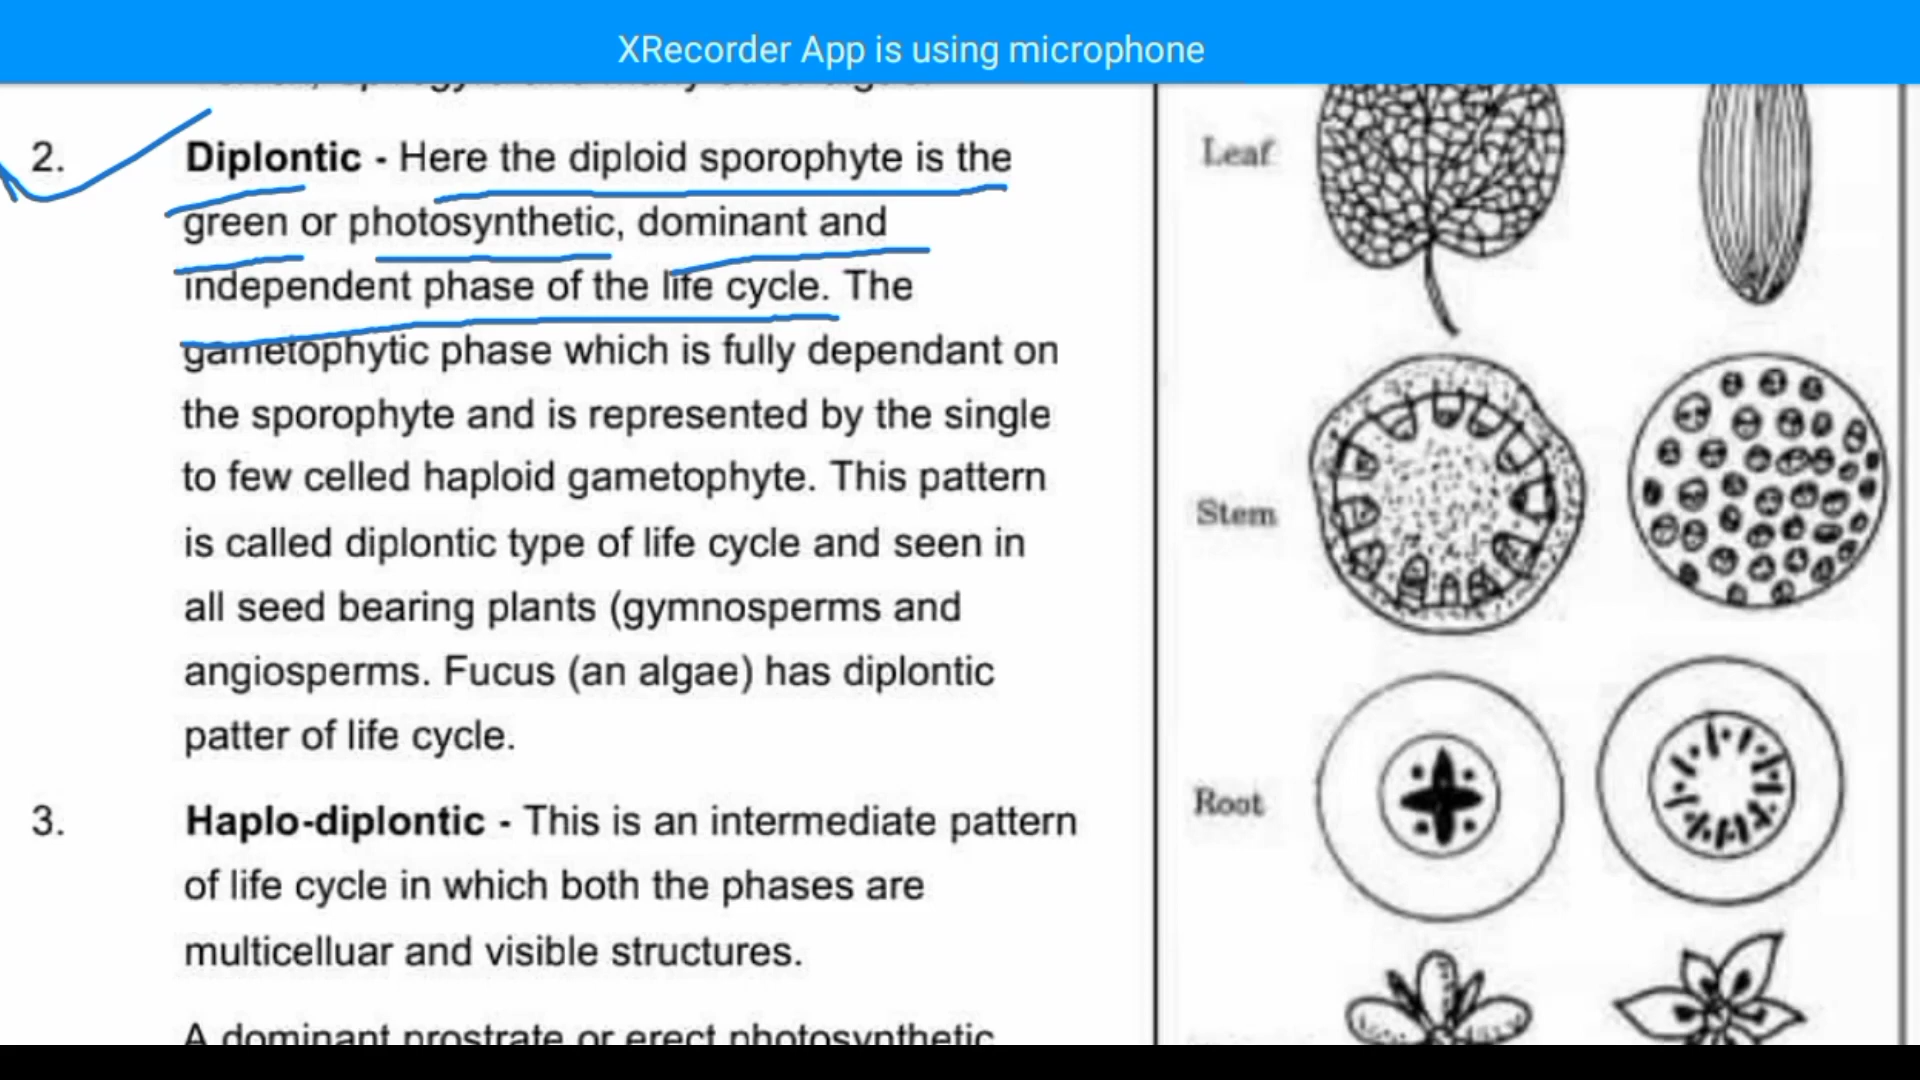 XRecorder App is using microphone
2. Diplontic - Here the diploid sporophyte is the
green or photosynthetic, dominant and
independent phase of the life cycle. The
gametophytic phase which is fully dependant on
the sporophyte and is represented by the single
to few celled haploid gametophyte. This pattern
is called diplontic type of life cycle and seen in
all seed bearing plants (gymnosperms and
angiosperms. Fucus (an algae) has diplontic
patter of life cycle.
3. Haplo-diplontic - This is an intermediate pattern
of life cycle in which both the phases are
multicelluar and visible structures.
A dominant prostrate or erect photosynthetic
Leaf
Stem
Root